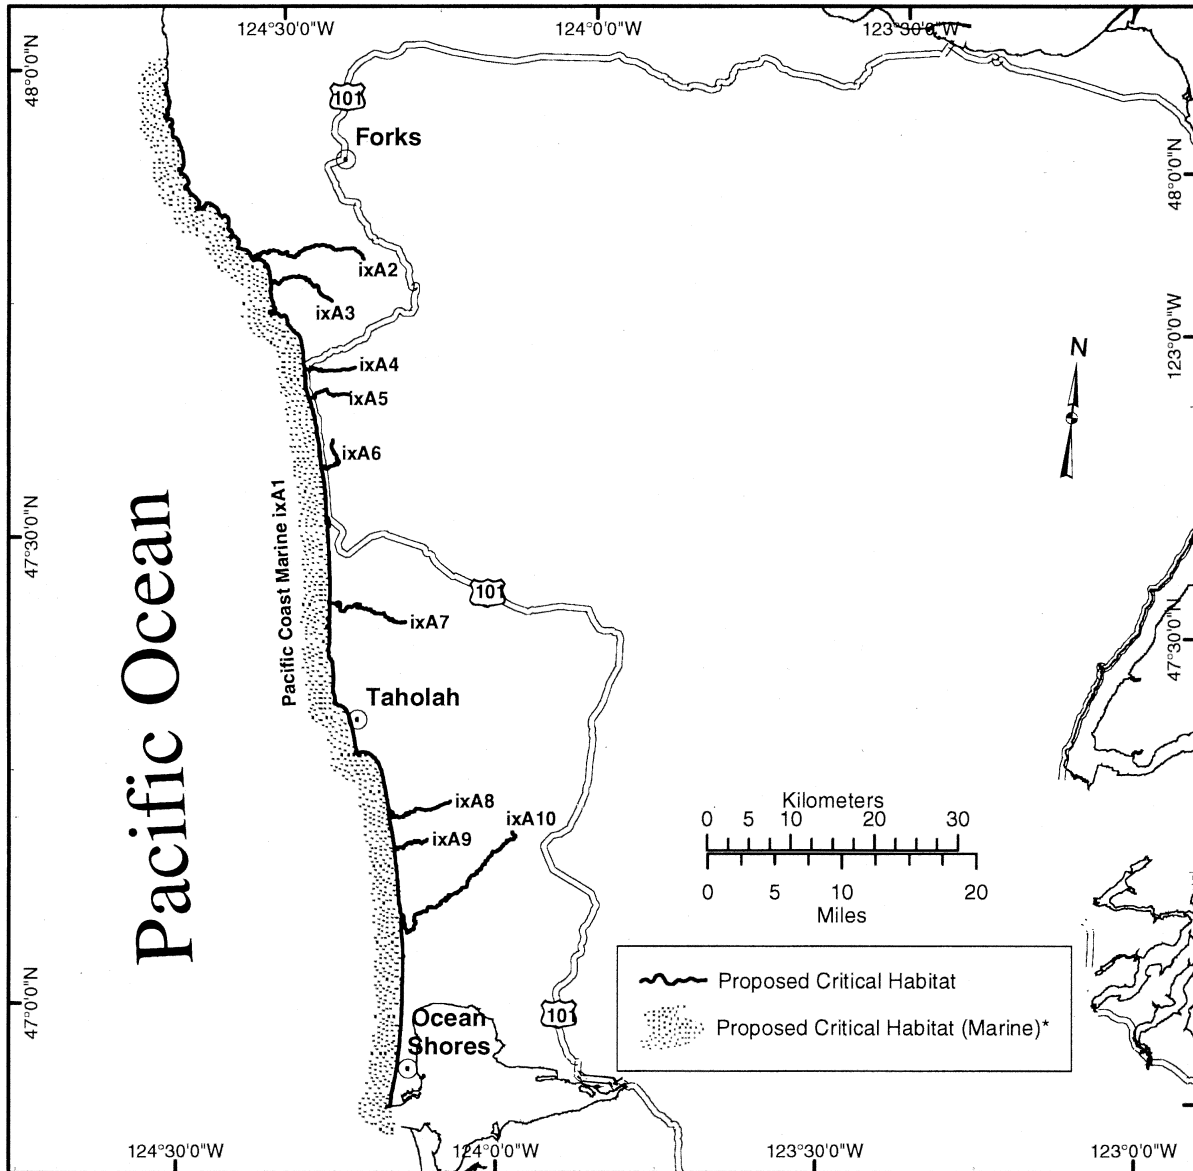 124°30'0"W
124°0'0"W
123°30'0"W
48°0'0"N
101
Forks
48°0'0"N
ixA2
ixA3
123°0'0"W
N
ixA4
ixA5
ixA6
Pacific Ocean
Pacific Coast Marine ixA1
47°30'0"N
101
ixA7
47°30'0"N
Taholah
ixA8
ixA10
ixA9
Kilometers
0 5 10 20 30
0 5 10 20
Miles
47°0'0"N
101
Ocean
Shores
Proposed Critical Habitat
Proposed Critical Habitat (Marine)*
124°30'0"W
124°0'0"W
123°30'0"W
123°0'0"W